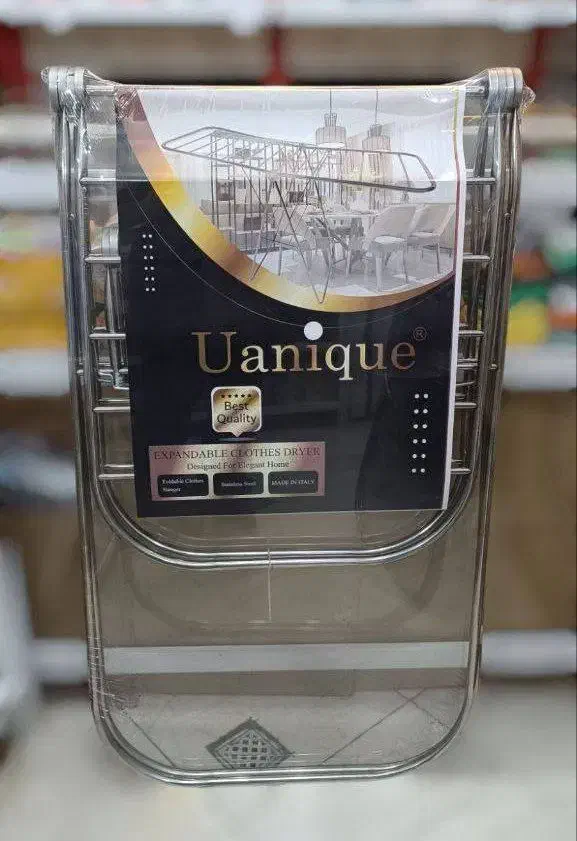 Uanique®
Best
Quality
EXPANDABLE CLOTHES DRYER
Designed For Elegant Home
Foldable Clothes
Hanger
Stainless Steel
MADE IN ITALY